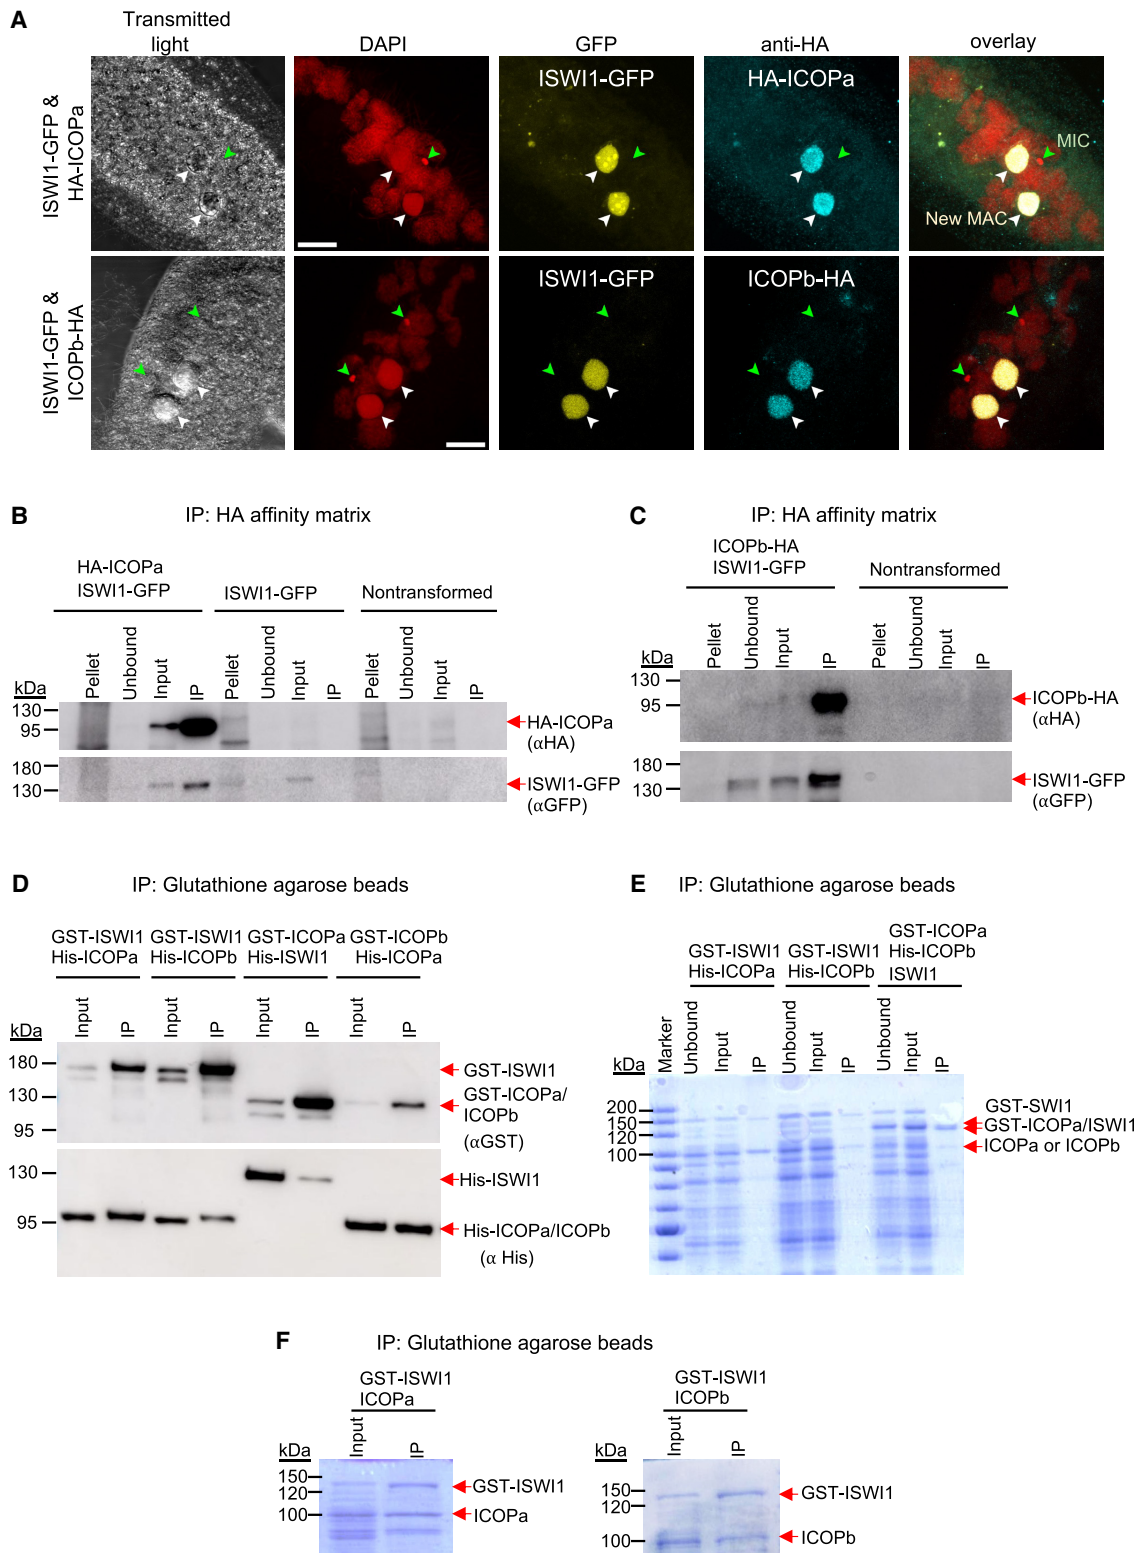 A
Transmitted
light
DAPI
GFP
anti-HA
overlay
ISWI1-GFP &
HA-ICOPa
ISWI1-GFP
HA-ICOPa
MIC
New MAC
ISWI1-GFP &
ICOPb-HA
ISWI1-GFP
ICOPb-HA
B
IP: HA affinity matrix
HA-ICOPa
ISWI1-GFP
ISWI1-GFP
Nontransformed
Pellet
Unbound
Input
IP
Pellet
Unbound
Input
IP
Pellet
Unbound
Input
IP
kDa
130
95
HA-ICOPa
(αHA)
180
130
ISWI1-GFP
(αGFP)
C
IP: HA affinity matrix
ICOPb-HA
ISWI1-GFP
Nontransformed
Pellet
Unbound
Input
IP
Pellet
Unbound
Input
IP
kDa
130
95
ICOPb-HA
(αHA)
180
130
ISWI1-GFP
(αGFP)
D
IP: Glutathione agarose beads
GST-ISWI1
His-ICOPa
GST-ISWI1
His-ICOPb
GST-ICOPa
His-ISWI1
GST-ICOPb
His-ICOPa
Input
IP
Input
IP
Input
IP
Input
IP
kDa
180
130
95
GST-ISWI1
GST-ICOPa/
ICOPb
(αGST)
130
95
His-ISWI1
His-ICOPa/ICOPb
(α His)
E
IP: Glutathione agarose beads
GST-ISWI1
His-ICOPa
GST-ISWI1
His-ICOPb
GST-ICOPa
His-ICOPb
ISWI1
Marker
Unbound
Input
IP
Unbound
Input
IP
Unbound
Input
IP
kDa
200
150
120
100
GST-SWI1
GST-ICOPa/ISWI1
ICOPa or ICOPb
F
IP: Glutathione agarose beads
GST-ISWI1
ICOPa
Input
IP
kDa
150
120
100
GST-ISWI1
ICOPa
GST-ISWI1
ICOPb
Input
IP
kDa
150
120
100
GST-ISWI1
ICOPb